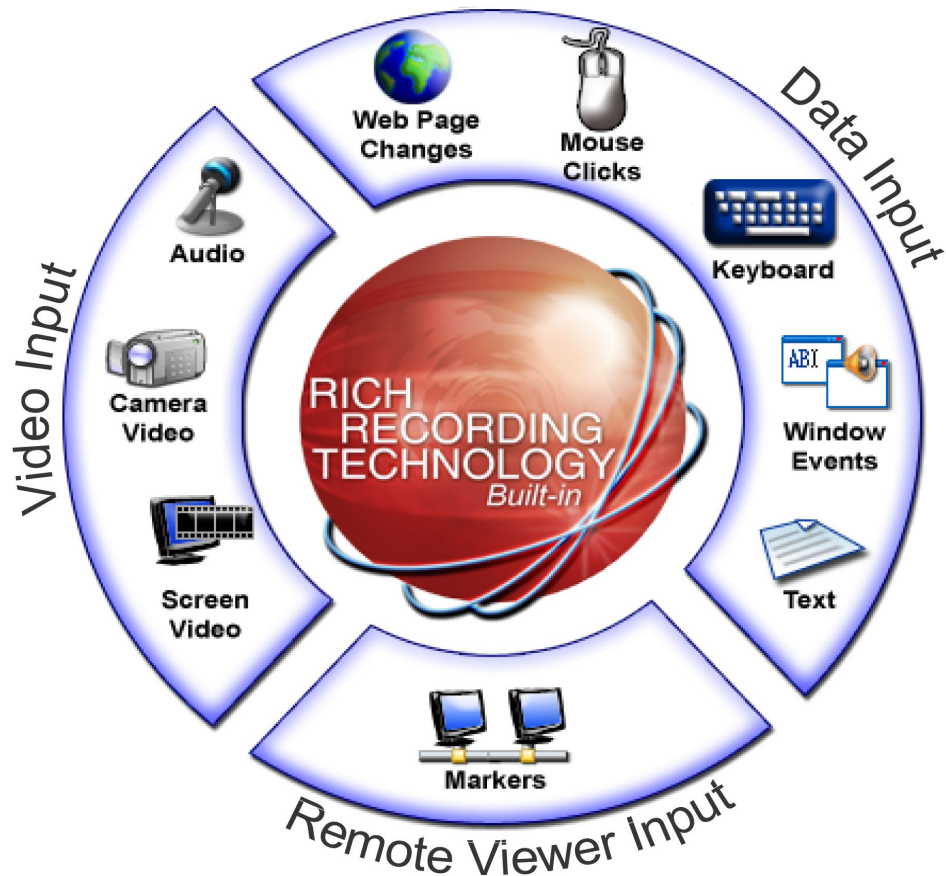 Data Input
Web Page
Changes
Mouse
Clicks
Keyboard
Window
Events
ABI
Text
Video Input
Audio
Camera
Video
Screen
Video
RICH
RECORDING
TECHNOLOGY
Built-in
Markers
Remote Viewer Input